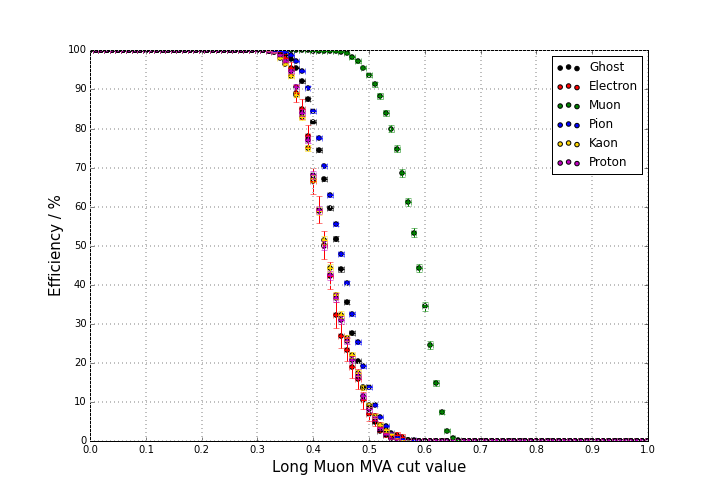 100
90
80
70
60
50
40
30
20
10
0
Efficiency / %
0.0 0.1 0.2 0.3 0.4 0.5 0.6 0.7 0.8 0.9 1.0
Long Muon MVA cut value
Ghost
Electron
Muon
Pion
Kaon
Proton